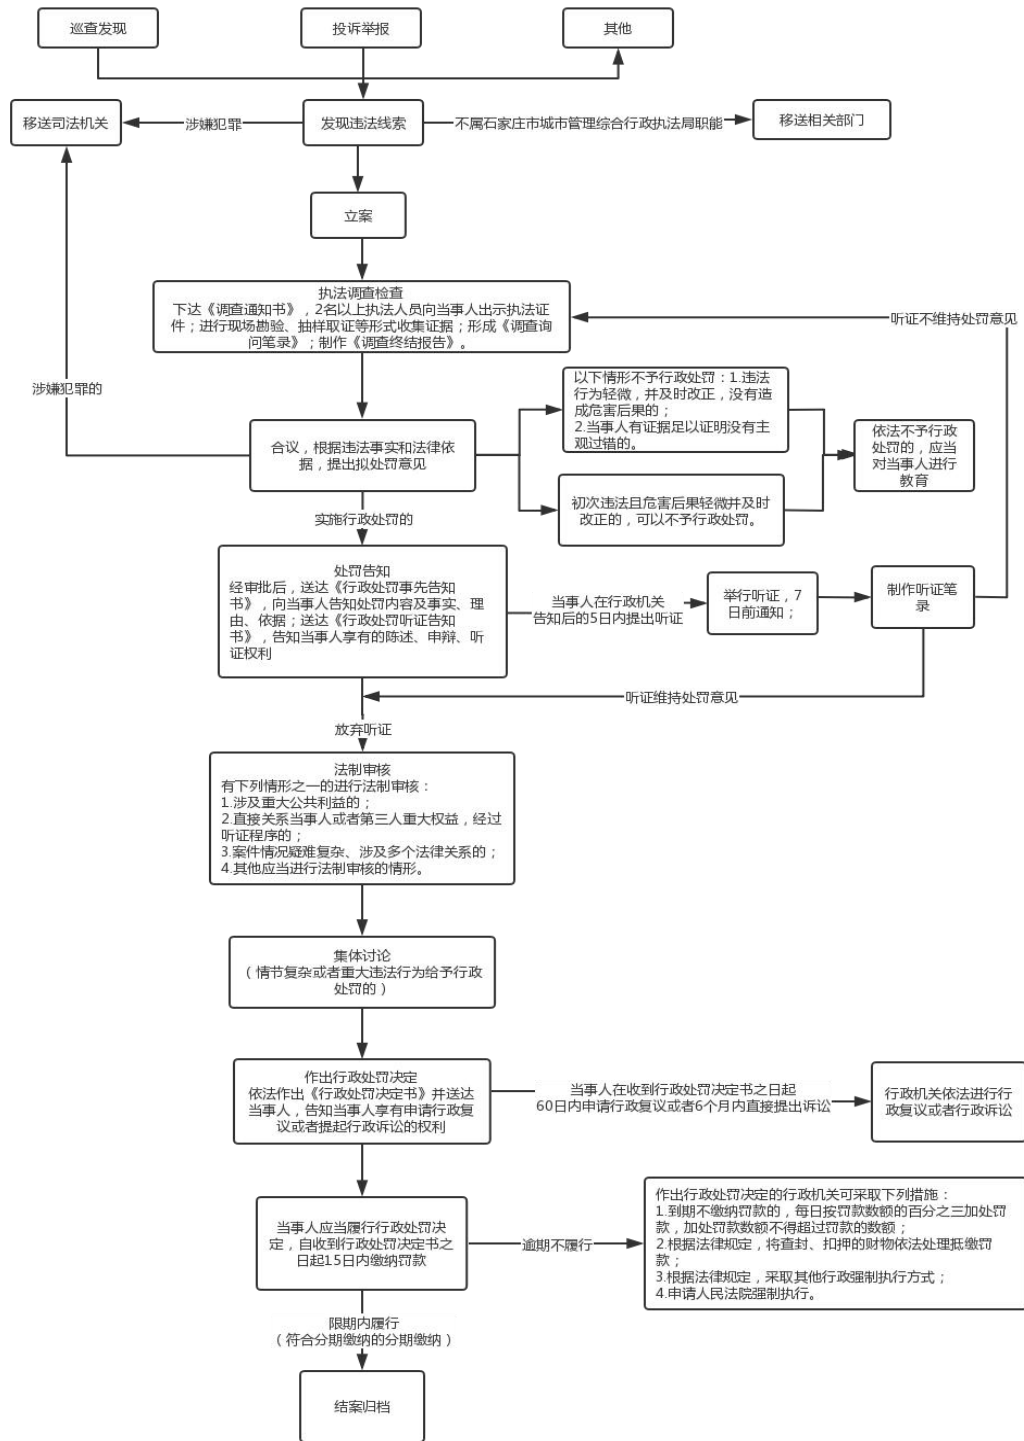 巡查发现
投诉举报
其他
移送司法机关
涉嫌犯罪
发现违法线索
不属石家庄市城市管理综合行政执法局职能
移送相关部门
立案
执法调查检查
下达《调查通知书》，2名以上执法人员向当事人出示执法证
件；进行现场勘验、抽样取证等形式收集证据；形成《调查询
问笔录》；制作《调查终结报告》。
听证不维持处罚意见
涉嫌犯罪的
合议，根据违法事实和法律依
据，提出拟处罚意见
以下情形不予行政处罚：1.违法
行为轻微，并及时改正，没有造
成危害后果的；
2.当事人有证据足以证明没有主
观过错的。
初次违法且危害后果轻微并及时
改正的，可以不予行政处罚。
依法不予行政
处罚的，应当
对当事人进行
教育
实施行政处罚的
处罚告知
经审批后，送达《行政处罚事先告知
书》，向当事人告知处罚内容及事实、理
由、依据；送达《行政处罚听证告知
书》，告知当事人享有的陈述、申辩、听
证权利
当事人在行政机关
告知后的5日内提出听证
举行听证，7
日前通知；
制作听证笔
录
听证维持处罚意见
放弃听证
法制审核
有下列情形之一的进行法制审核：
1.涉及重大公共利益的；
2.直接关系当事人或者第三人重大权益，经过
听证程序的；
3.案件情况疑难复杂、涉及多个法律关系的；
4.其他应当进行法制审核的情形。
集体讨论
（情节复杂或者重大违法行为给予行政
处罚的）
作出行政处罚决定
依法作出《行政处罚决定书》并送达
当事人，告知当事人享有申请行政复
议或者提起行政诉讼的权利
当事人在收到行政处罚决定书之日起
60日内申请行政复议或者6个月内直接提出诉讼
行政机关依法进行行
政复议或者行政诉讼
当事人应当履行行政处罚决
定，自收到行政处罚决定书之
日起15日内缴纳罚款
逾期不履行
作出行政处罚决定的行政机关可采取下列措施：
1.到期不缴纳罚款的，每日按罚款数额的百分之三加处罚
款，加处罚款数额不得超过罚款的数额；
2.根据法律规定，将查封、扣押的财物依法处理抵缴罚
款；
3.根据法律规定，采取其他行政强制执行方式；
4.申请人民法院强制执行。
限期内履行
（符合分期缴纳的分期缴纳）
结案归档